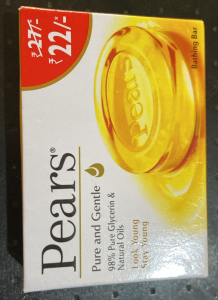 ₹27/-
₹22/-
Pears®
Pure and Gentle
98% Pure Glycerin &
Natural Oils
Look Young
Stay Young
Bathing Bar
Pears